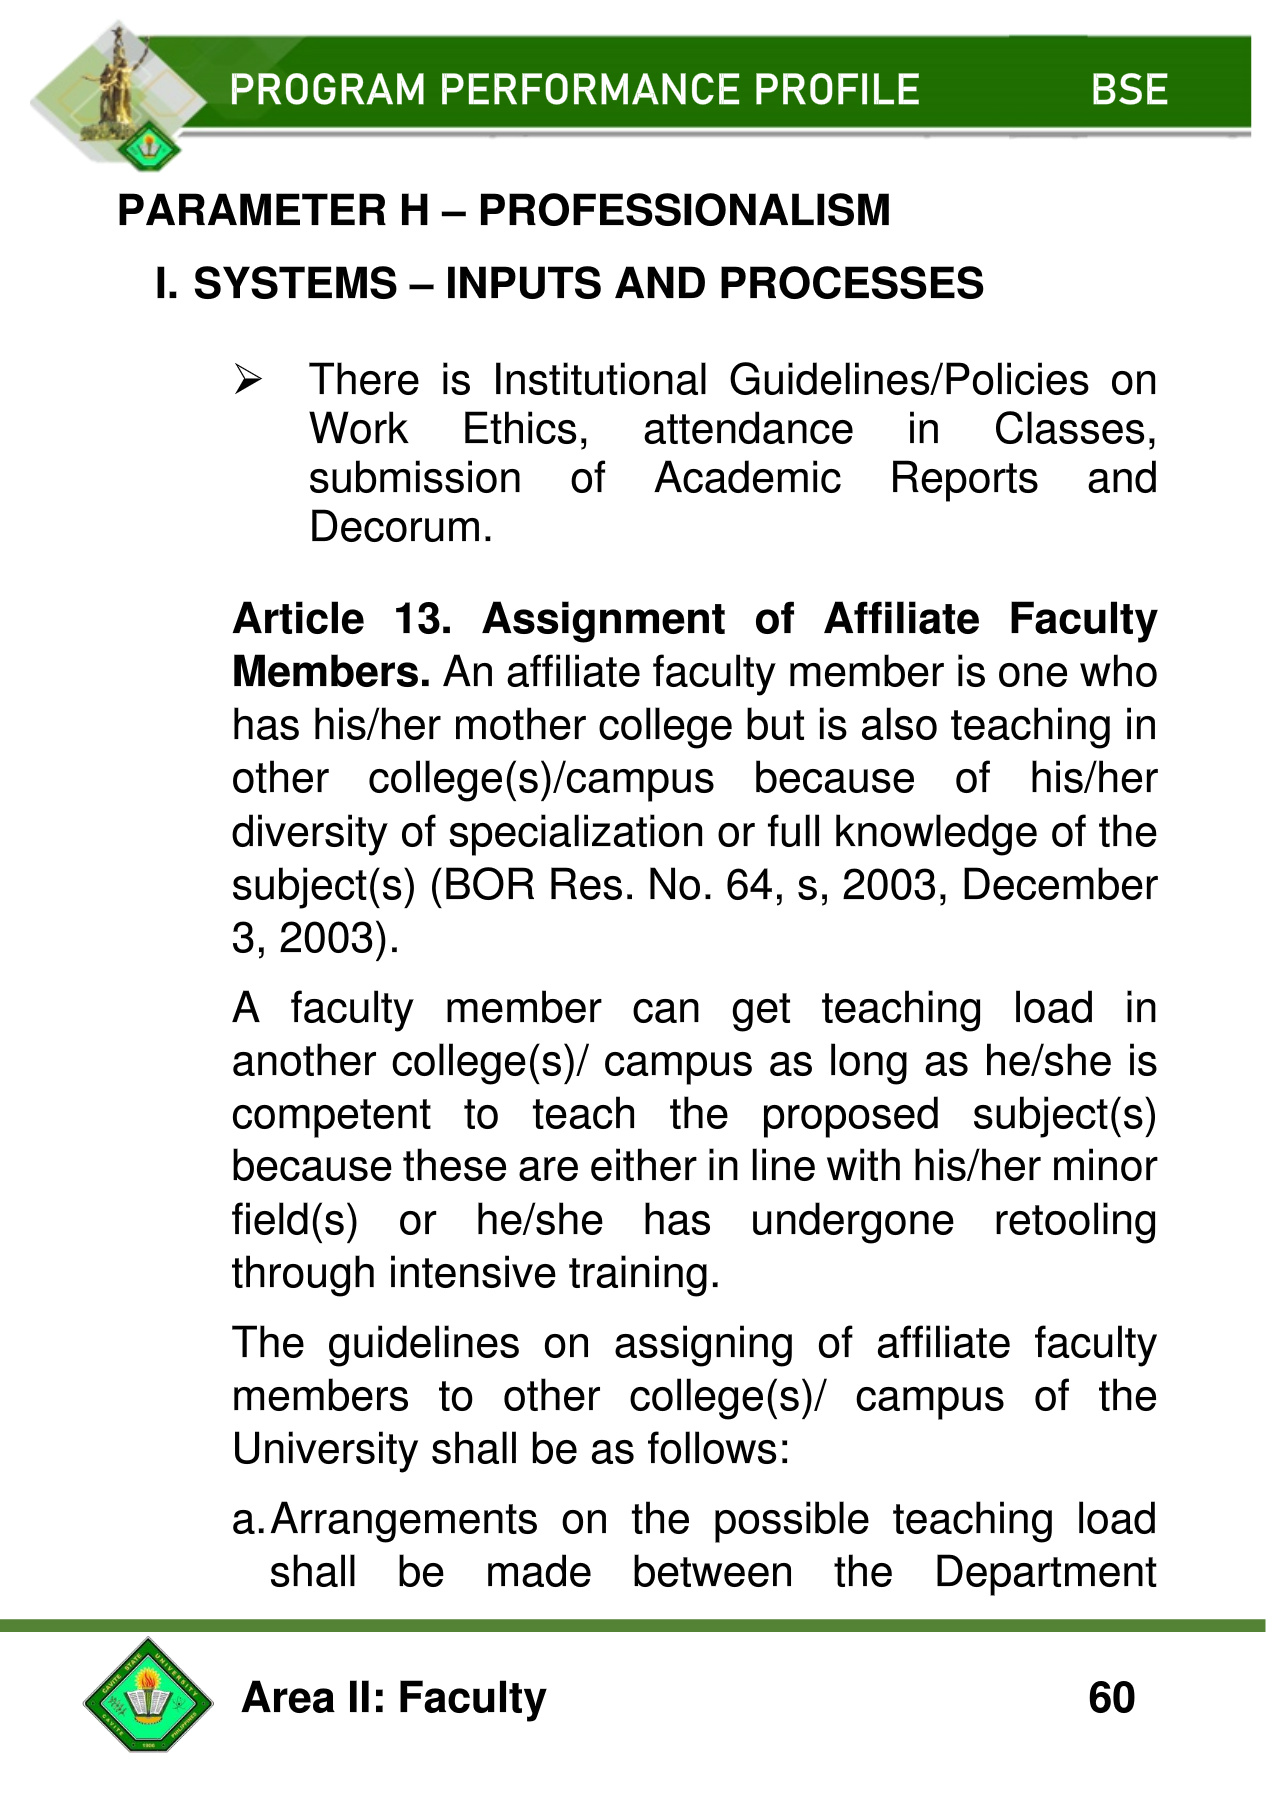 PROGRAM PERFORMANCE PROFILE BSE
PARAMETER H – PROFESSIONALISM
I. SYSTEMS – INPUTS AND PROCESSES
➢ There is Institutional Guidelines/Policies on
Work Ethics, attendance in Classes,
submission of Academic Reports and
Decorum.
Article 13. Assignment of Affiliate Faculty
Members. An affiliate faculty member is one who
has his/her mother college but is also teaching in
other college(s)/campus because of his/her
diversity of specialization or full knowledge of the
subject(s) (BOR Res. No. 64, s, 2003, December
3, 2003).
A faculty member can get teaching load in
another college(s)/ campus as long as he/she is
competent to teach the proposed subject(s)
because these are either in line with his/her minor
field(s) or he/she has undergone retooling
through intensive training.
The guidelines on assigning of affiliate faculty
members to other college(s)/ campus of the
University shall be as follows:
a. Arrangements on the possible teaching load
shall be made between the Department
CAVITE STATE UNIVERSITY
CAVITE PHILIPPINES
1906
Area II: Faculty 60